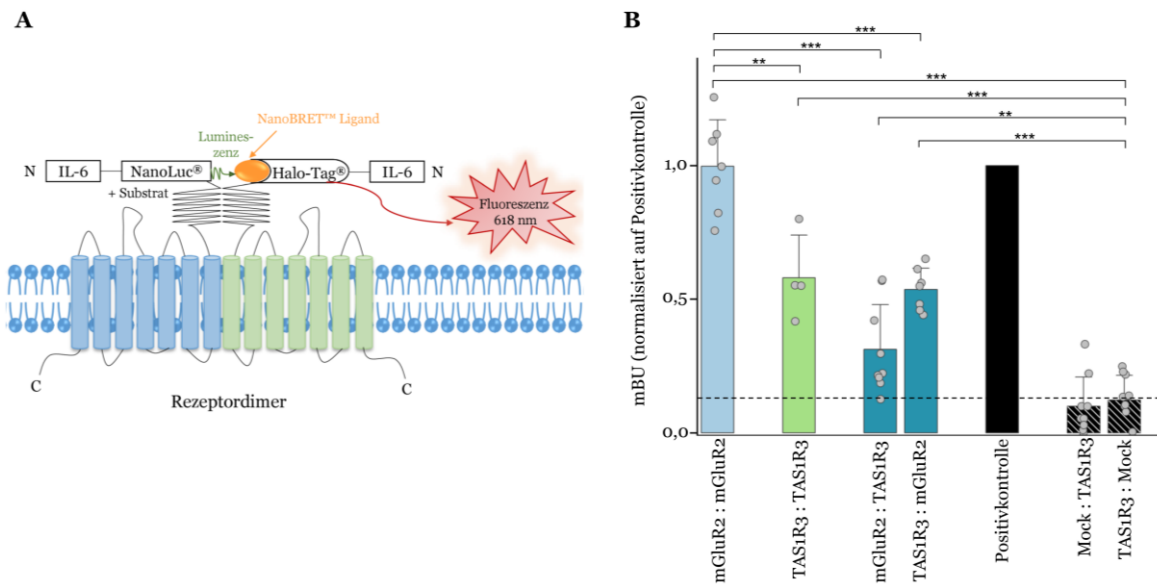 A
NanoBRET™ Ligand
Lumines-
zenz
N
IL-6
NanoLuc®
Halo-Tag®
IL-6
N
+ Substrat
Fluoreszenz
618 nm
C
C
Rezeptordimer
B
***
***
**
***
***
**
***
mBU (normalisiert auf Positivkontrolle)
1,0
0,5
0,0
mGluR2 : mGluR2
TAS1R3 : TAS1R3
mGluR2 : TAS1R3
TAS1R3 : mGluR2
Positivkontrolle
Mock : TAS1R3
TAS1R3 : Mock